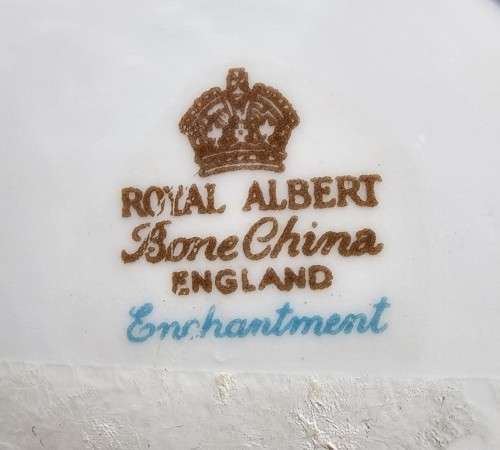 ROYAL ALBERT
Bone China
ENGLAND
Enchantment